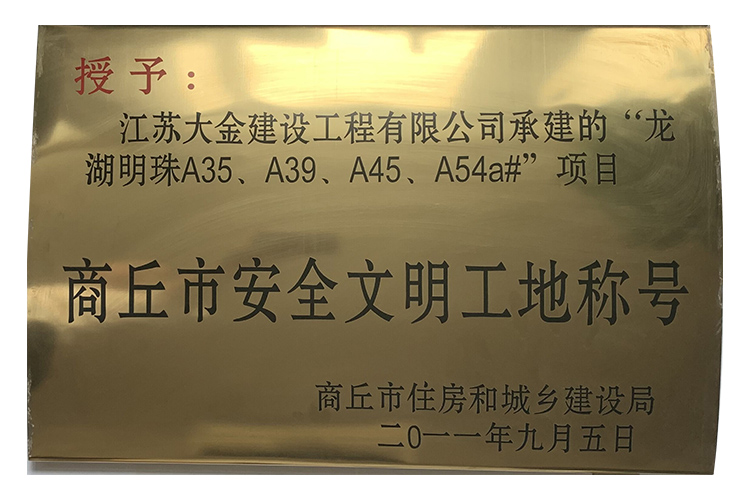 授予：
江苏大金建设工程有限公司承建的“龙
湖明珠A35、A39、A45、A54a#”项目
商丘市安全文明工地称号
商丘市住房和城乡建设局
二0一一年九月五日